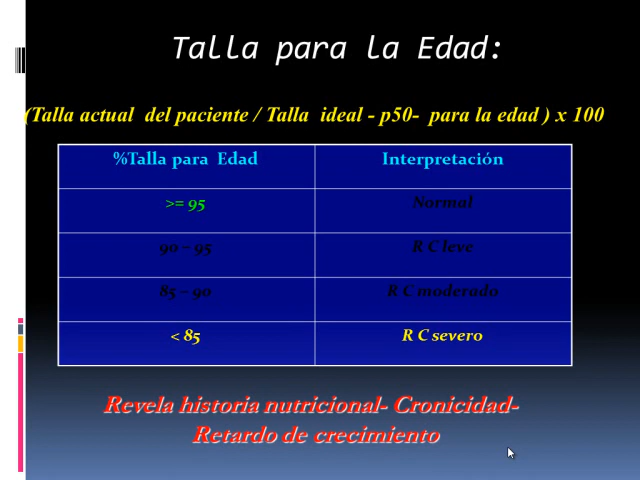 Talla para la Edad:
(Talla actual del paciente / Talla ideal - p50- para la edad ) x 100
%Talla para Edad Interpretación
>= 95 Normal
90 – 95 R C leve
85 – 90 R C moderado
< 85 R C severo
Revela historia nutricional- Cronicidad-
Retardo de crecimiento